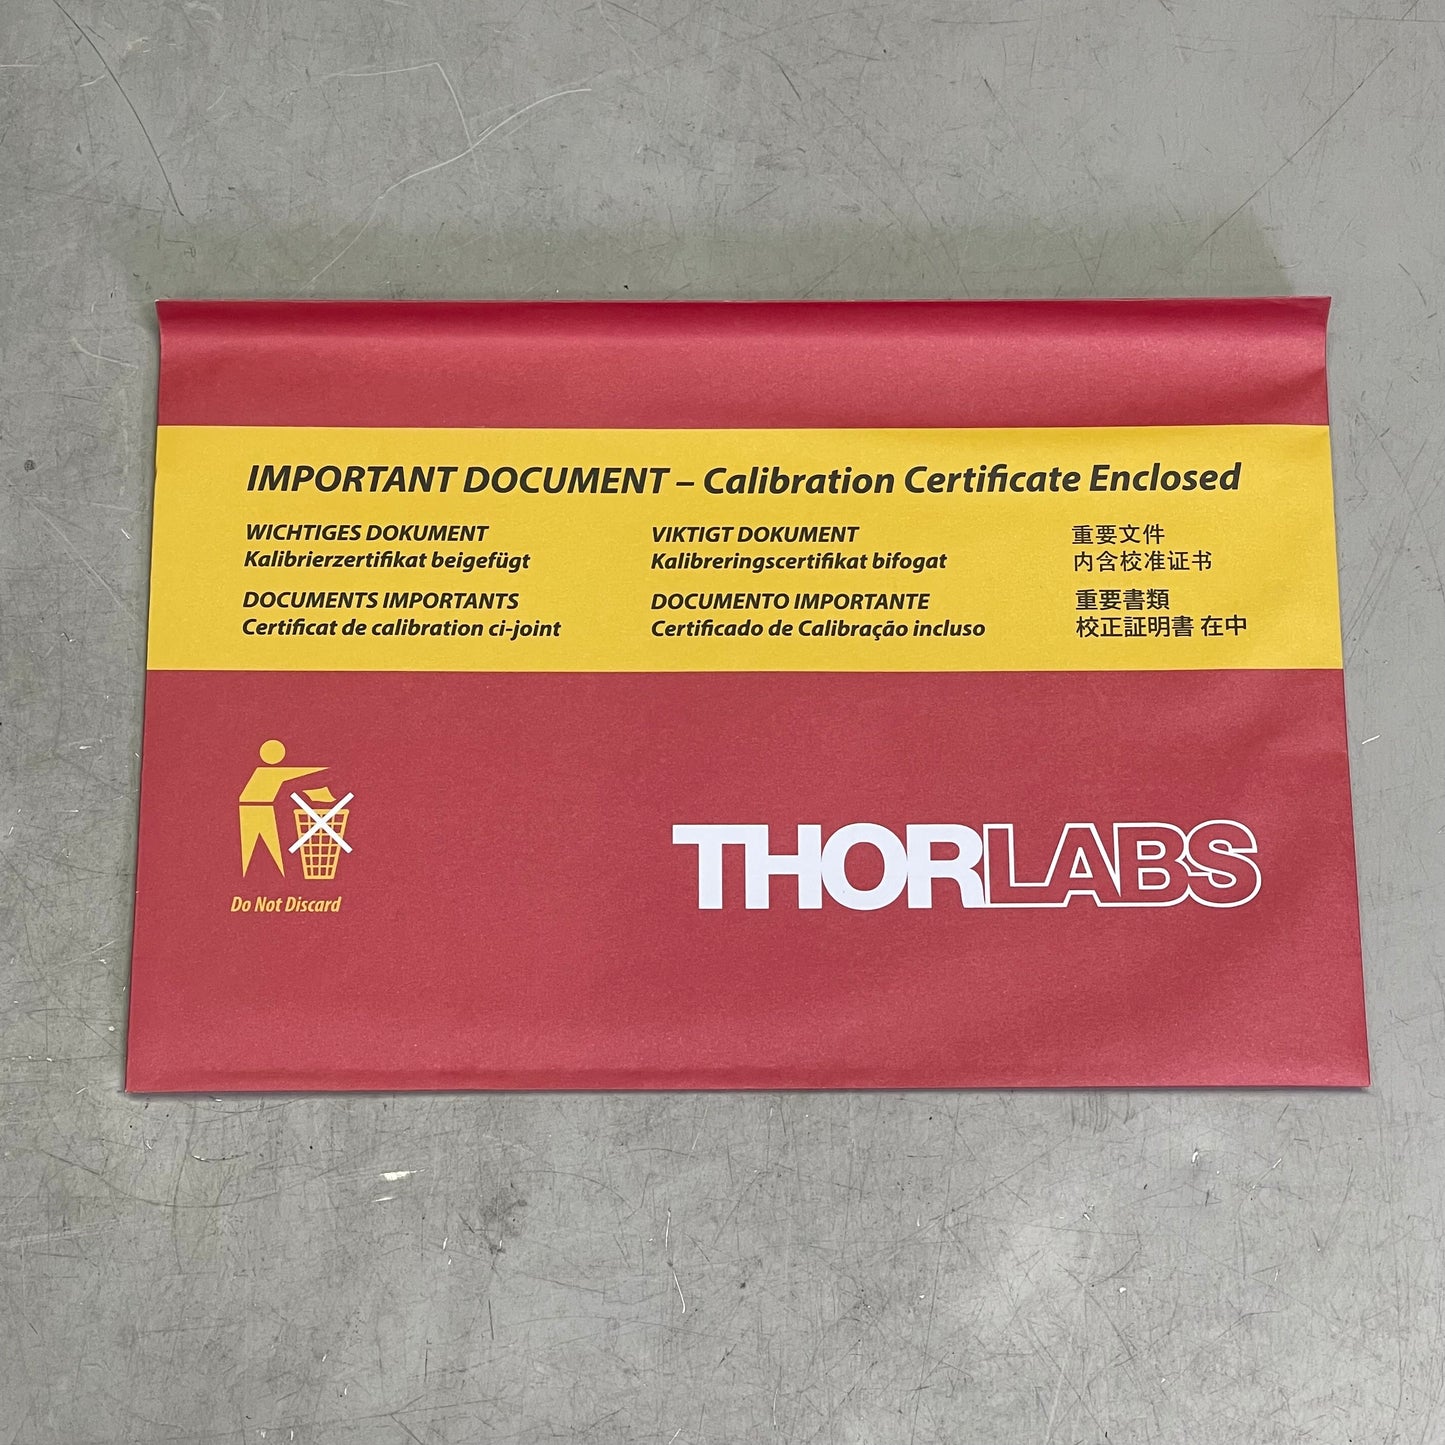 IMPORTANT DOCUMENT – Calibration Certificate Enclosed
WICHTIGES DOKUMENT
Kalibrierzertifikat beigefügt
DOCUMENTS IMPORTANTS
Certificat de calibration ci-joint
VIKTIGT DOKUMENT
Kalibreringscertifikat bifogat
DOCUMENTO IMPORTANTE
Certificado de Calibração incluso
重要文件
内含校准证书
重要書類
校正証明書 在中
Do Not Discard
THORLABS